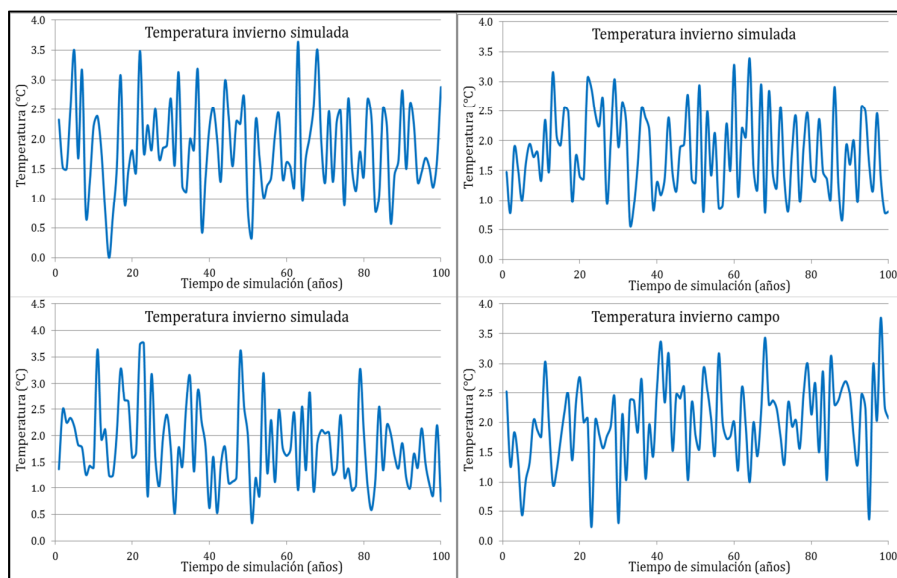 Temperatura invierno simulada
Temperatura (°C)
4.0
3.5
3.0
2.5
2.0
1.5
1.0
0.5
0.0
0 20 40 60 80 100
Tiempo de simulación (años)
Temperatura invierno simulada
Temperatura (°C)
4.0
3.5
3.0
2.5
2.0
1.5
1.0
0.5
0.0
0 20 40 60 80 100
Tiempo de simulación (años)
Temperatura invierno simulada
Temperatura (°C)
4.5
4.0
3.5
3.0
2.5
2.0
1.5
1.0
0.5
0.0
0 20 40 60 80 100
Tiempo de simulación (años)
Temperatura invierno campo
Temperatura (°C)
4.0
3.5
3.0
2.5
2.0
1.5
1.0
0.5
0.0
0 20 40 60 80 100
Tiempo de simulación (años)